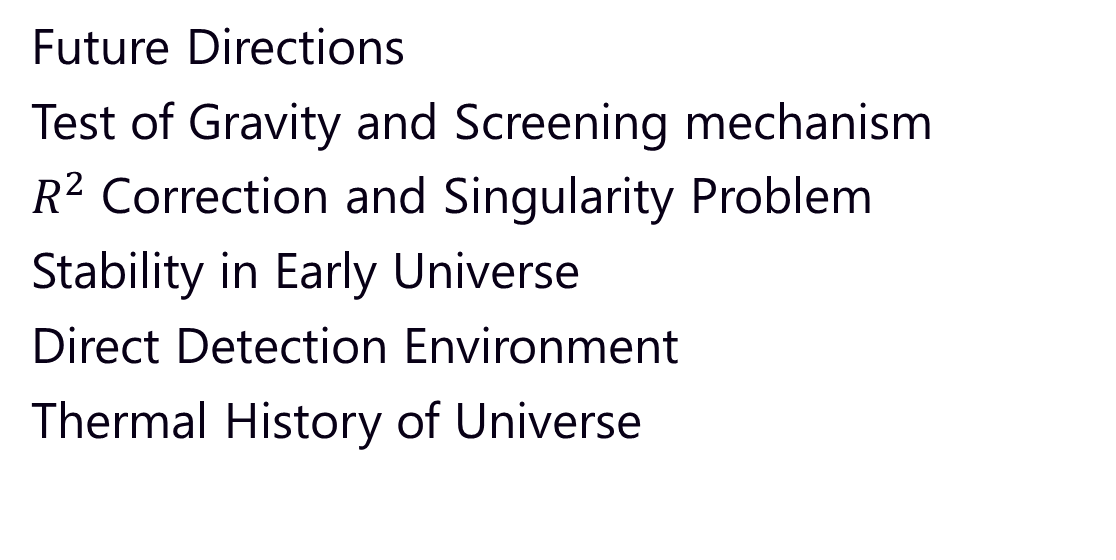 Future Directions
Test of Gravity and Screening mechanism
R² Correction and Singularity Problem
Stability in Early Universe
Direct Detection Environment
Thermal History of Universe